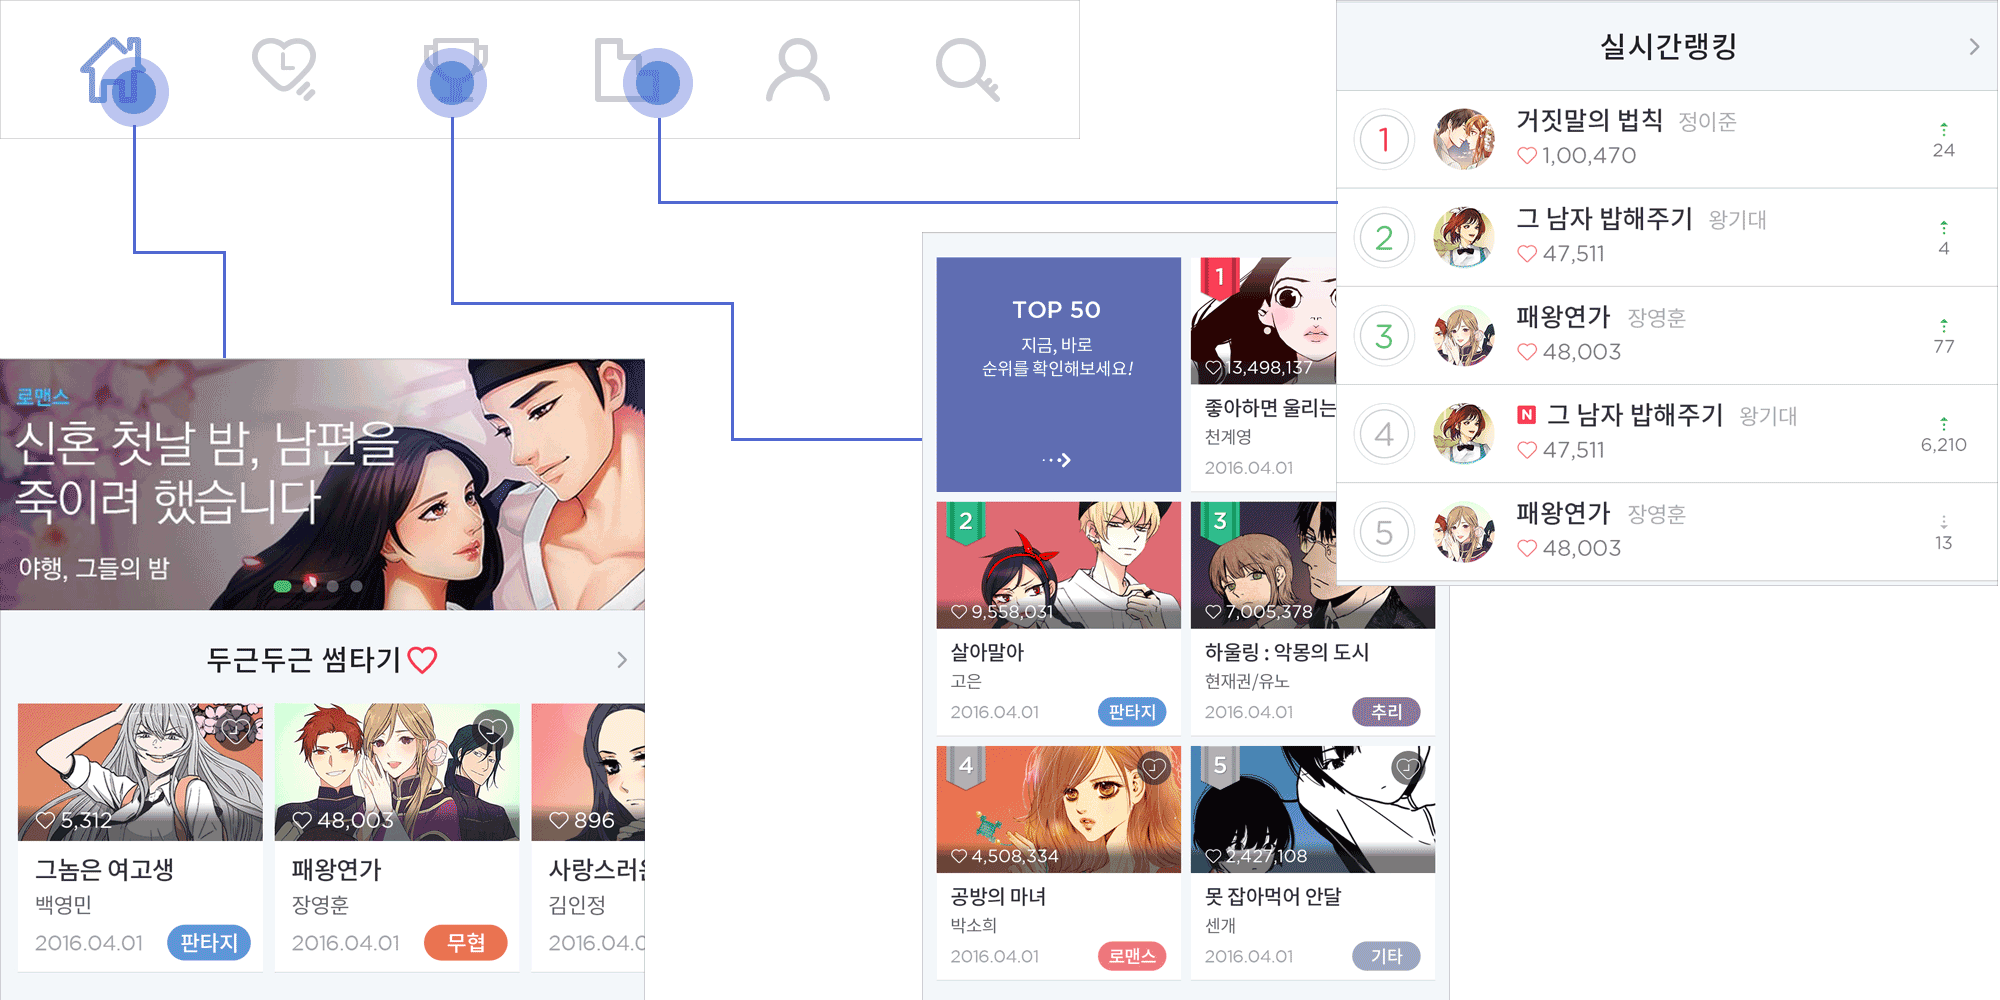 실시간랭킹
1
거짓말의 법칙 정이준
1,00,470
24
2
그 남자 밥해주기 왕기대
47,511
4
3
패왕연가 장영훈
48,003
77
4
N 그 남자 밥해주기 왕기대
47,511
6,210
5
패왕연가 장영훈
48,003
13
TOP 50
지금, 바로
순위를 확인해보세요!
1
13,498,137
좋아하면 울리는
천계영
2016.04.01
2
9,558,031
살아말아
고은
2016.04.01 판타지
3
7,005,378
하울링 : 악몽의 도시
현재권/유노
2016.04.01 추리
4
4,508,334
공방의 마녀
박소희
2016.04.01 로맨스
5
2,427,108
못 잡아먹어 안달
센개
2016.04.01 기타
로맨스
신혼 첫날 밤, 남편을
죽이려 했습니다
야행, 그들의 밤
두근두근 썸타기
5,312
그놈은 여고생
백영민
2016.04.01 판타지
48,003
패왕연가
장영훈
2016.04.01 무협
896
사랑스러운
김인정
2016.04.0